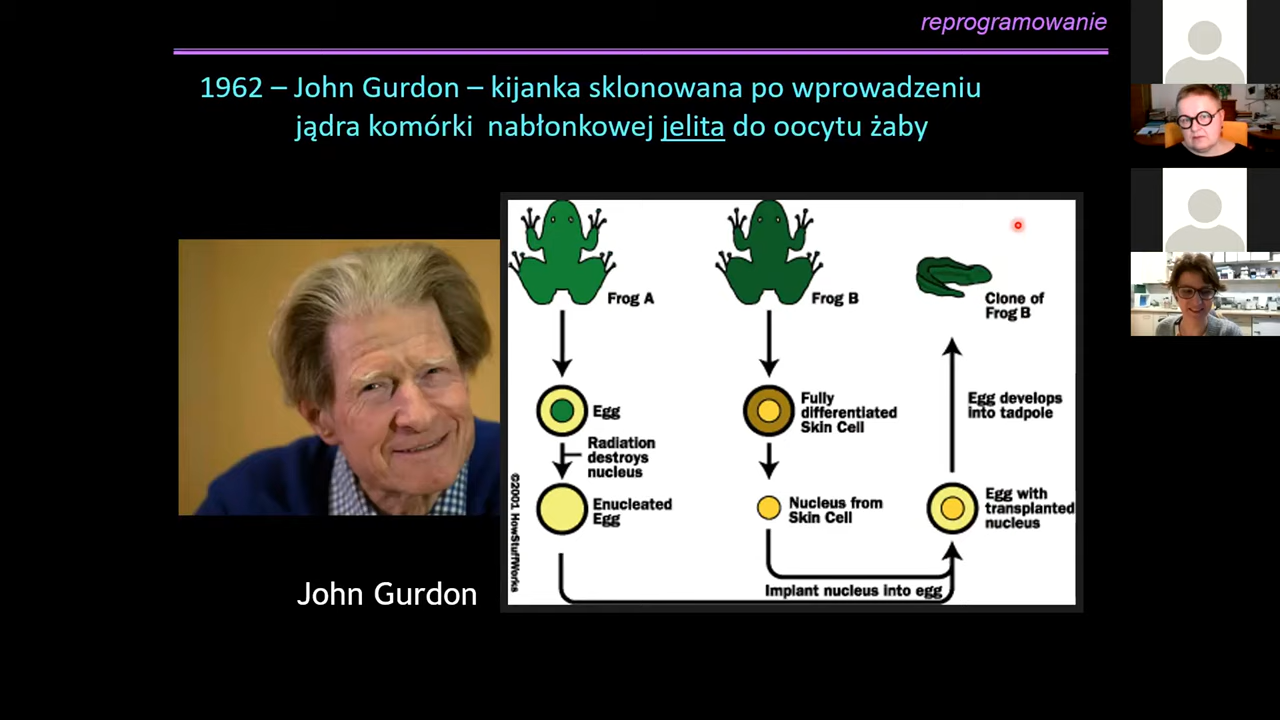 reprogramowanie
1962 – John Gurdon – kijanka sklonowana po wprowadzeniu
jądra komórki nabłonkowej jelita do oocytu żaby
Frog A
Frog B
Clone of
Frog B
Egg
Fully
differentiated
Skin Cell
Egg develops
into tadpole
Radiation
destroys
nucleus
Enucleated
Egg
Nucleus from
Skin Cell
Egg with
transplanted
nucleus
Implant nucleus into egg
©2001 HowStuffWorks
John Gurdon